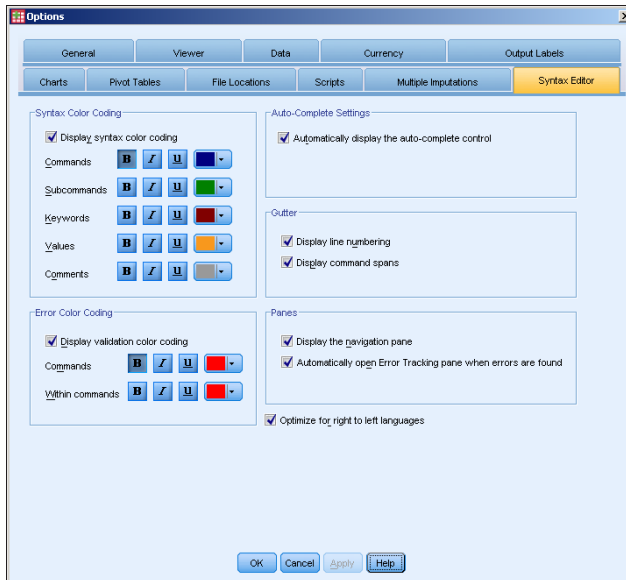 Options
General Viewer Data Currency Output Labels
Charts Pivot Tables File Locations Scripts Multiple Imputations Syntax Editor
Syntax Color Coding
Display syntax color coding
Commands B I U
Subcommands B I U
Keywords B I U
Values B I U
Comments B I U
Error Color Coding
Display validation color coding
Commands B I U
Within commands B I U
Auto-Complete Settings
Automatically display the auto-complete control
Gutter
Display line numbering
Display command spans
Panes
Display the navigation pane
Automatically open Error Tracking pane when errors are found
Optimize for right to left languages
OK Cancel Apply Help